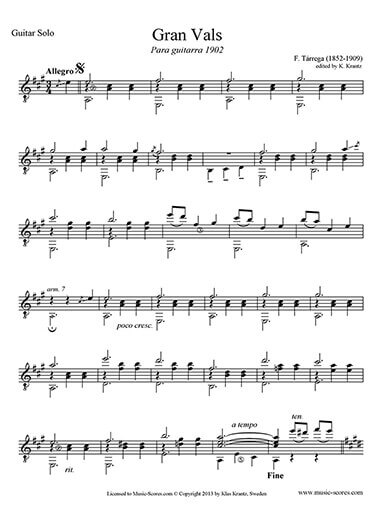 Guitar Solo
Gran Vals
Para guitarra 1902
F. Tárrega (1852-1909)
edited by K. Krantz
Allegro
arm. 7
poco cresc.
a tempo
ten.
rit.
Fine
Licensed to Music-Scores.com © Copyright 2013 by Klas Krantz, Sweden
www.music-scores.com